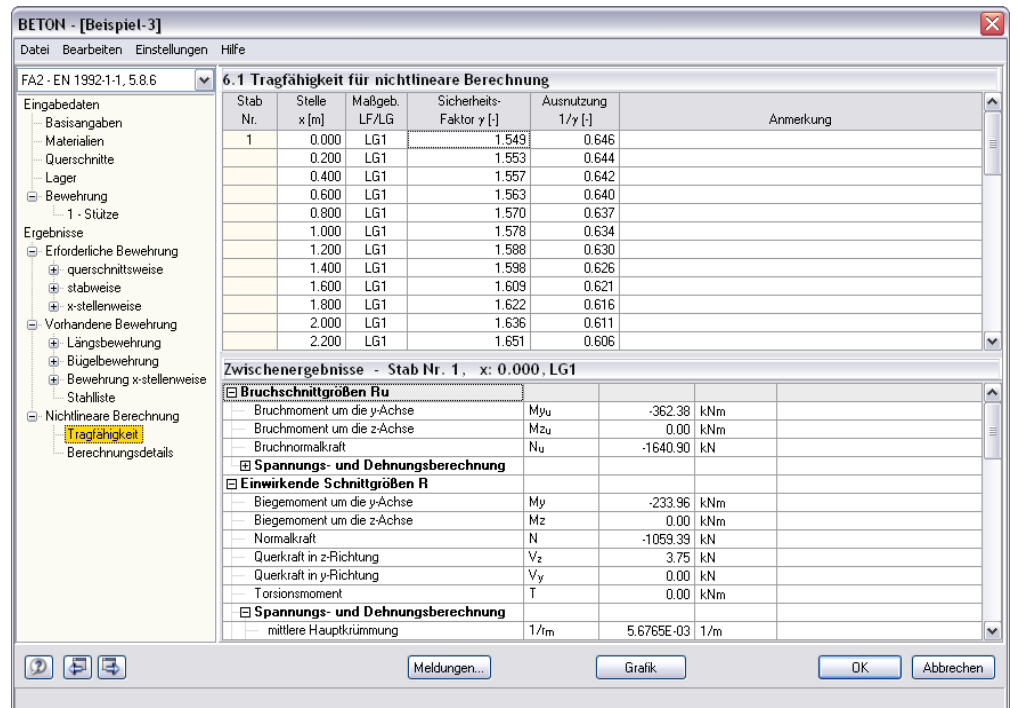 BETON - [Beispiel-3]
Datei Bearbeiten Einstellungen Hilfe
FA2 - EN 1992-1-1, 5.8.6
Eingabedaten
Basisangaben
Materialien
Querschnitte
Lager
Bewehrung
1 - Stütze
Ergebnisse
Erforderliche Bewehrung
querschnittsweise
stabweise
x-stellenweise
Vorhandene Bewehrung
Längsbewehrung
Bügelbewehrung
Bewehrung x-stellenweise
Stahlliste
Nichtlineare Berechnung
Tragfähigkeit
Berechnungsdetails
6.1 Tragfähigkeit für nichtlineare Berechnung
Stab Stelle Maßgeb. Sicherheits- Ausnutzung
Nr. x [m] LF/LG Faktor γ [-] 1/γ [-] Anmerkung
1 0.000 LG1 1.549 0.646
0.200 LG1 1.553 0.644
0.400 LG1 1.557 0.642
0.600 LG1 1.563 0.640
0.800 LG1 1.570 0.637
1.000 LG1 1.578 0.634
1.200 LG1 1.588 0.630
1.400 LG1 1.598 0.626
1.600 LG1 1.609 0.621
1.800 LG1 1.622 0.616
2.000 LG1 1.636 0.611
2.200 LG1 1.651 0.606
Zwischenergebnisse - Stab Nr. 1, x: 0.000, LG1
Bruchschnittgrößen Ru
Bruchmoment um die y-Achse Myu -362.38 kNm
Bruchmoment um die z-Achse Mzu 0.00 kNm
Bruchnormalkraft Nu -1640.90 kN
Spannungs- und Dehnungsberechnung
Einwirkende Schnittgrößen R
Biegemoment um die y-Achse My -233.96 kNm
Biegemoment um die z-Achse Mz 0.00 kNm
Normalkraft N -1059.39 kN
Querkraft in z-Richtung Vz 3.75 kN
Querkraft in y-Richtung Vy 0.00 kN
Torsionsmoment T 0.00 kNm
Spannungs- und Dehnungsberechnung
mittlere Hauptkrümmung 1/rm 5.6765E-03 1/m
Meldungen... Grafik OK Abbrechen